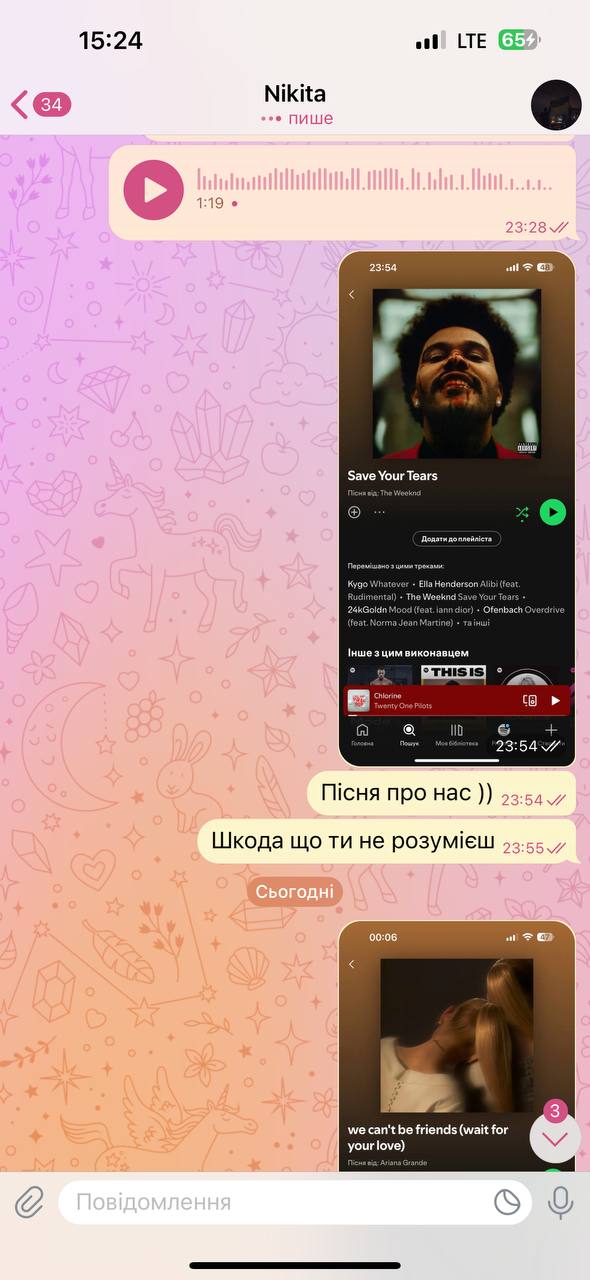 15:24
LTE
65
34
Nikita
пише
1:19
23:28
23:54
48
Save Your Tears
Пісня від: The Weeknd
Додати до плейліста
Перемішано з цими треками:
Kygo Whatever • Ella Henderson Alibi (feat.
Rudimental) • The Weeknd Save Your Tears •
24kGoldn Mood (feat. iann dior) • Ofenbach Overdrive
(feat. Norma Jean Martine) • та інші
Інше з цим виконавцем
THIS IS
Chlorine
Twenty One Pilots
Головна
Пошук
Моя бібліотека
23:54
Пісня про нас ))
23:54
Шкода що ти не розумієш
23:55
Сьогодні
00:06
47
we can't be friends (wait for
your love)
Пісня від: Ariana Grande
3
Повідомлення